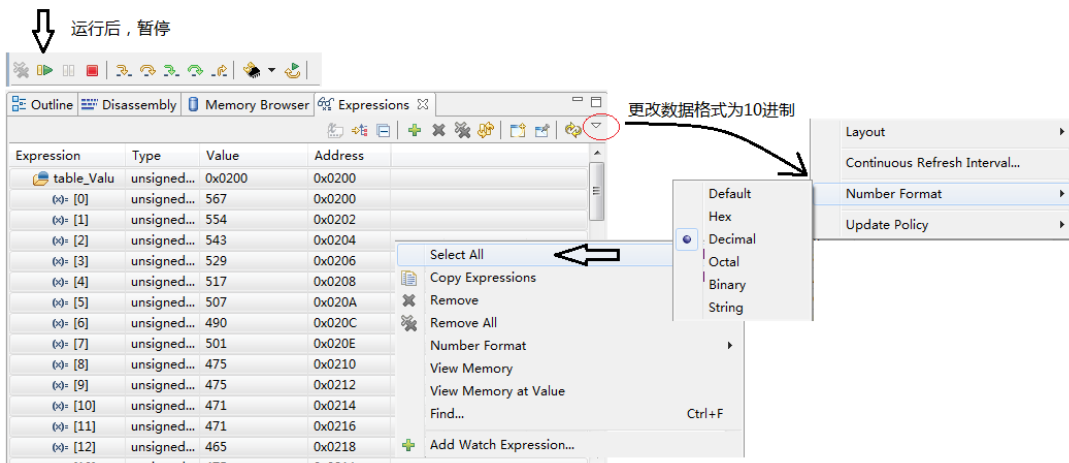 运行后，暂停
Outline Disassembly Memory Browser Expressions
更改数据格式为10进制
Expression Type Value Address
table_Valu unsigned... 0x0200 0x0200
(x)= [0] unsigned... 567 0x0200
(x)= [1] unsigned... 554 0x0202
(x)= [2] unsigned... 543 0x0204
(x)= [3] unsigned... 529 0x0206
(x)= [4] unsigned... 517 0x0208
(x)= [5] unsigned... 507 0x020A
(x)= [6] unsigned... 490 0x020C
(x)= [7] unsigned... 501 0x020E
(x)= [8] unsigned... 475 0x0210
(x)= [9] unsigned... 475 0x0212
(x)= [10] unsigned... 471 0x0214
(x)= [11] unsigned... 471 0x0216
(x)= [12] unsigned... 465 0x0218
Select All
Copy Expressions
Remove
Remove All
Number Format
View Memory
View Memory at Value
Find... Ctrl+F
Add Watch Expression...
Default
Hex
Decimal
Octal
Binary
String
Layout
Continuous Refresh Interval...
Number Format
Update Policy